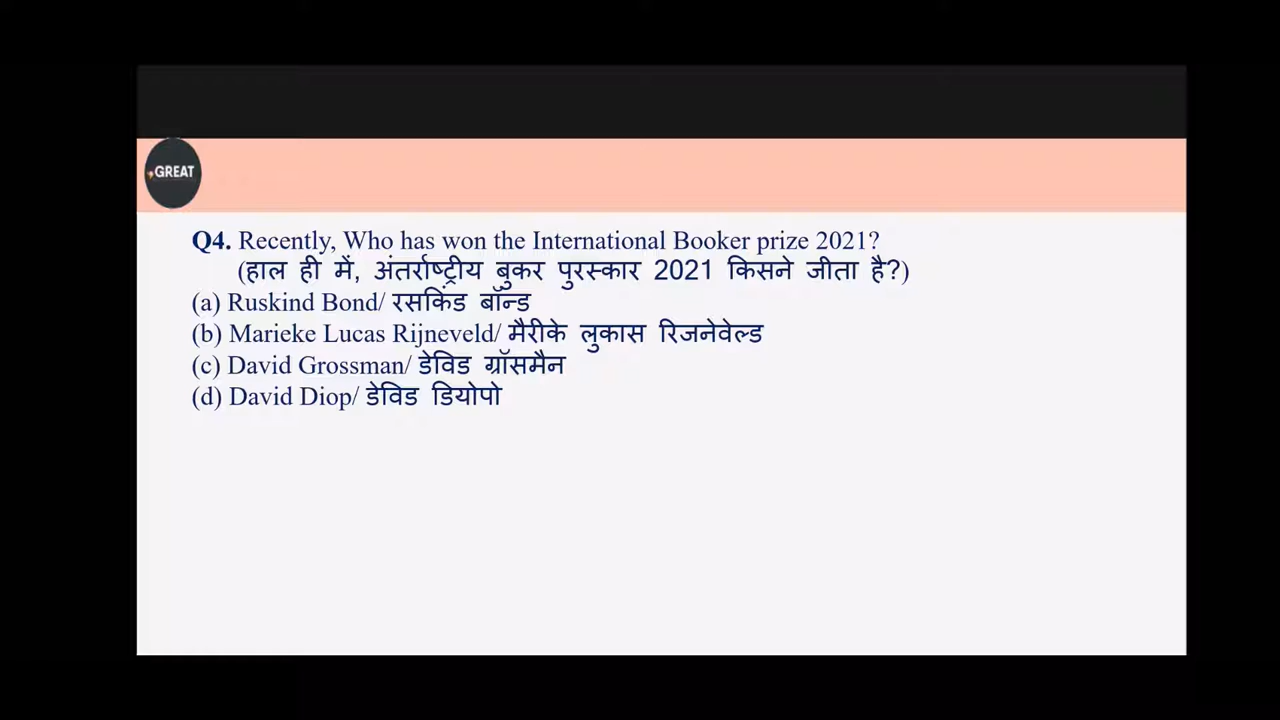 GREAT
Q4. Recently, Who has won the International Booker prize 2021?
(हाल ही में, अंतर्राष्ट्रीय बुकर पुरस्कार 2021 किसने जीता है?)
(a) Ruskind Bond/ रसकिंड बॉन्ड
(b) Marieke Lucas Rijneveld/ मैरीके लुकास रिजनेवेल्ड
(c) David Grossman/ डेविड ग्रॉसमैन
(d) David Diop/ डेविड डियोपो